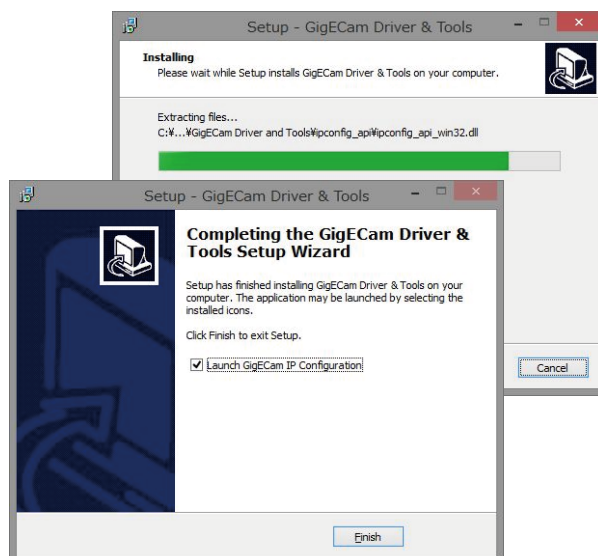 Setup - GigECam Driver & Tools
Installing
Please wait while Setup installs GigECam Driver & Tools on your computer.
Extracting files...
C:¥...¥GigECam Driver and Tools¥ipconfig_api¥ipconfig_api_win32.dll
Cancel
Setup - GigECam Driver & Tools
Completing the GigECam Driver &
Tools Setup Wizard
Setup has finished installing GigECam Driver & Tools on your
computer. The application may be launched by selecting the
installed icons.
Click Finish to exit Setup.
Launch GigECam IP Configuration
Finish